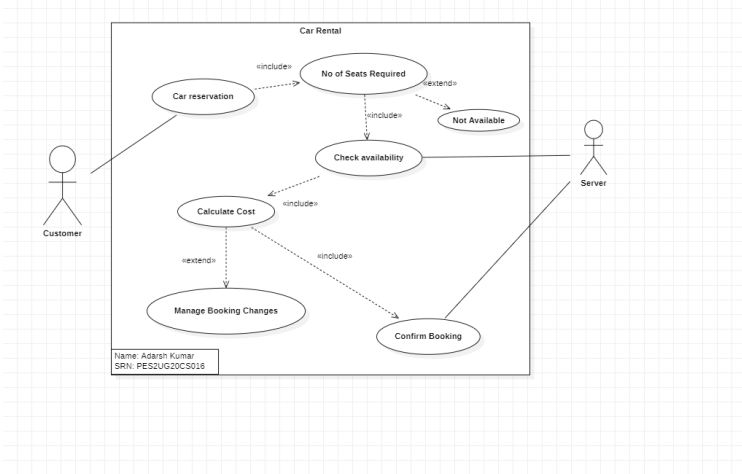 Car Rental
«include»
No of Seats Required
«extend»
Car reservation
Not Available
«include»
Check availability
Server
Customer
«include»
Calculate Cost
«extend»
«include»
Manage Booking Changes
Confirm Booking
Name: Adarsh Kumar
SRN: PES2UG20CS016